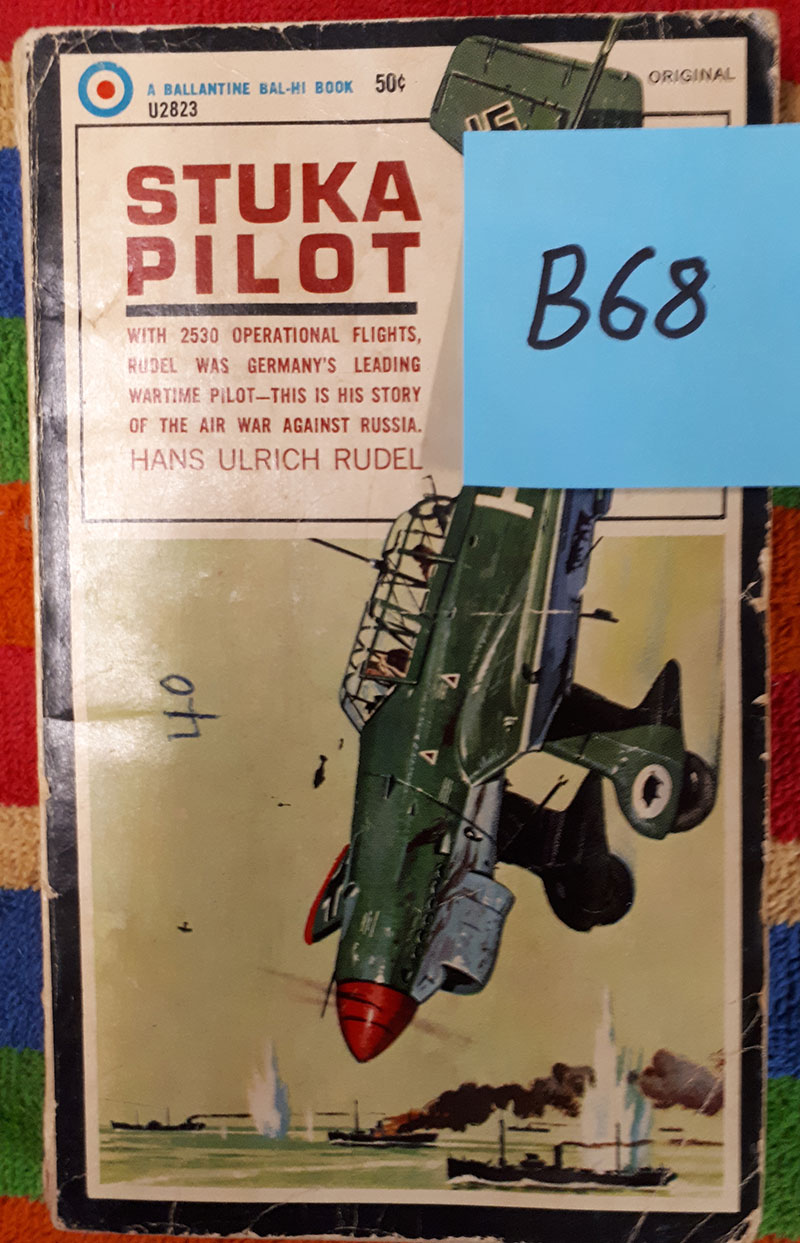 A BALLANTINE BAL-HI BOOK 50¢ ORIGINAL
U2823
STUKA
PILOT
WITH 2530 OPERATIONAL FLIGHTS,
RUDEL WAS GERMANY'S LEADING
WARTIME PILOT—THIS IS HIS STORY
OF THE AIR WAR AGAINST RUSSIA.
HANS ULRICH RUDEL
B68
40